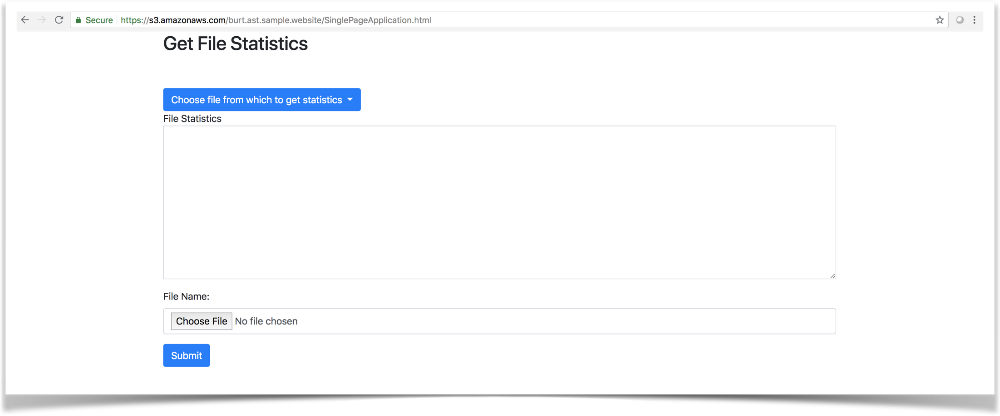 Secure https://s3.amazonaws.com/burt.ast.sample.website/SinglePageApplication.html
Get File Statistics
Choose file from which to get statistics
File Statistics
File Name:
Choose File No file chosen
Submit